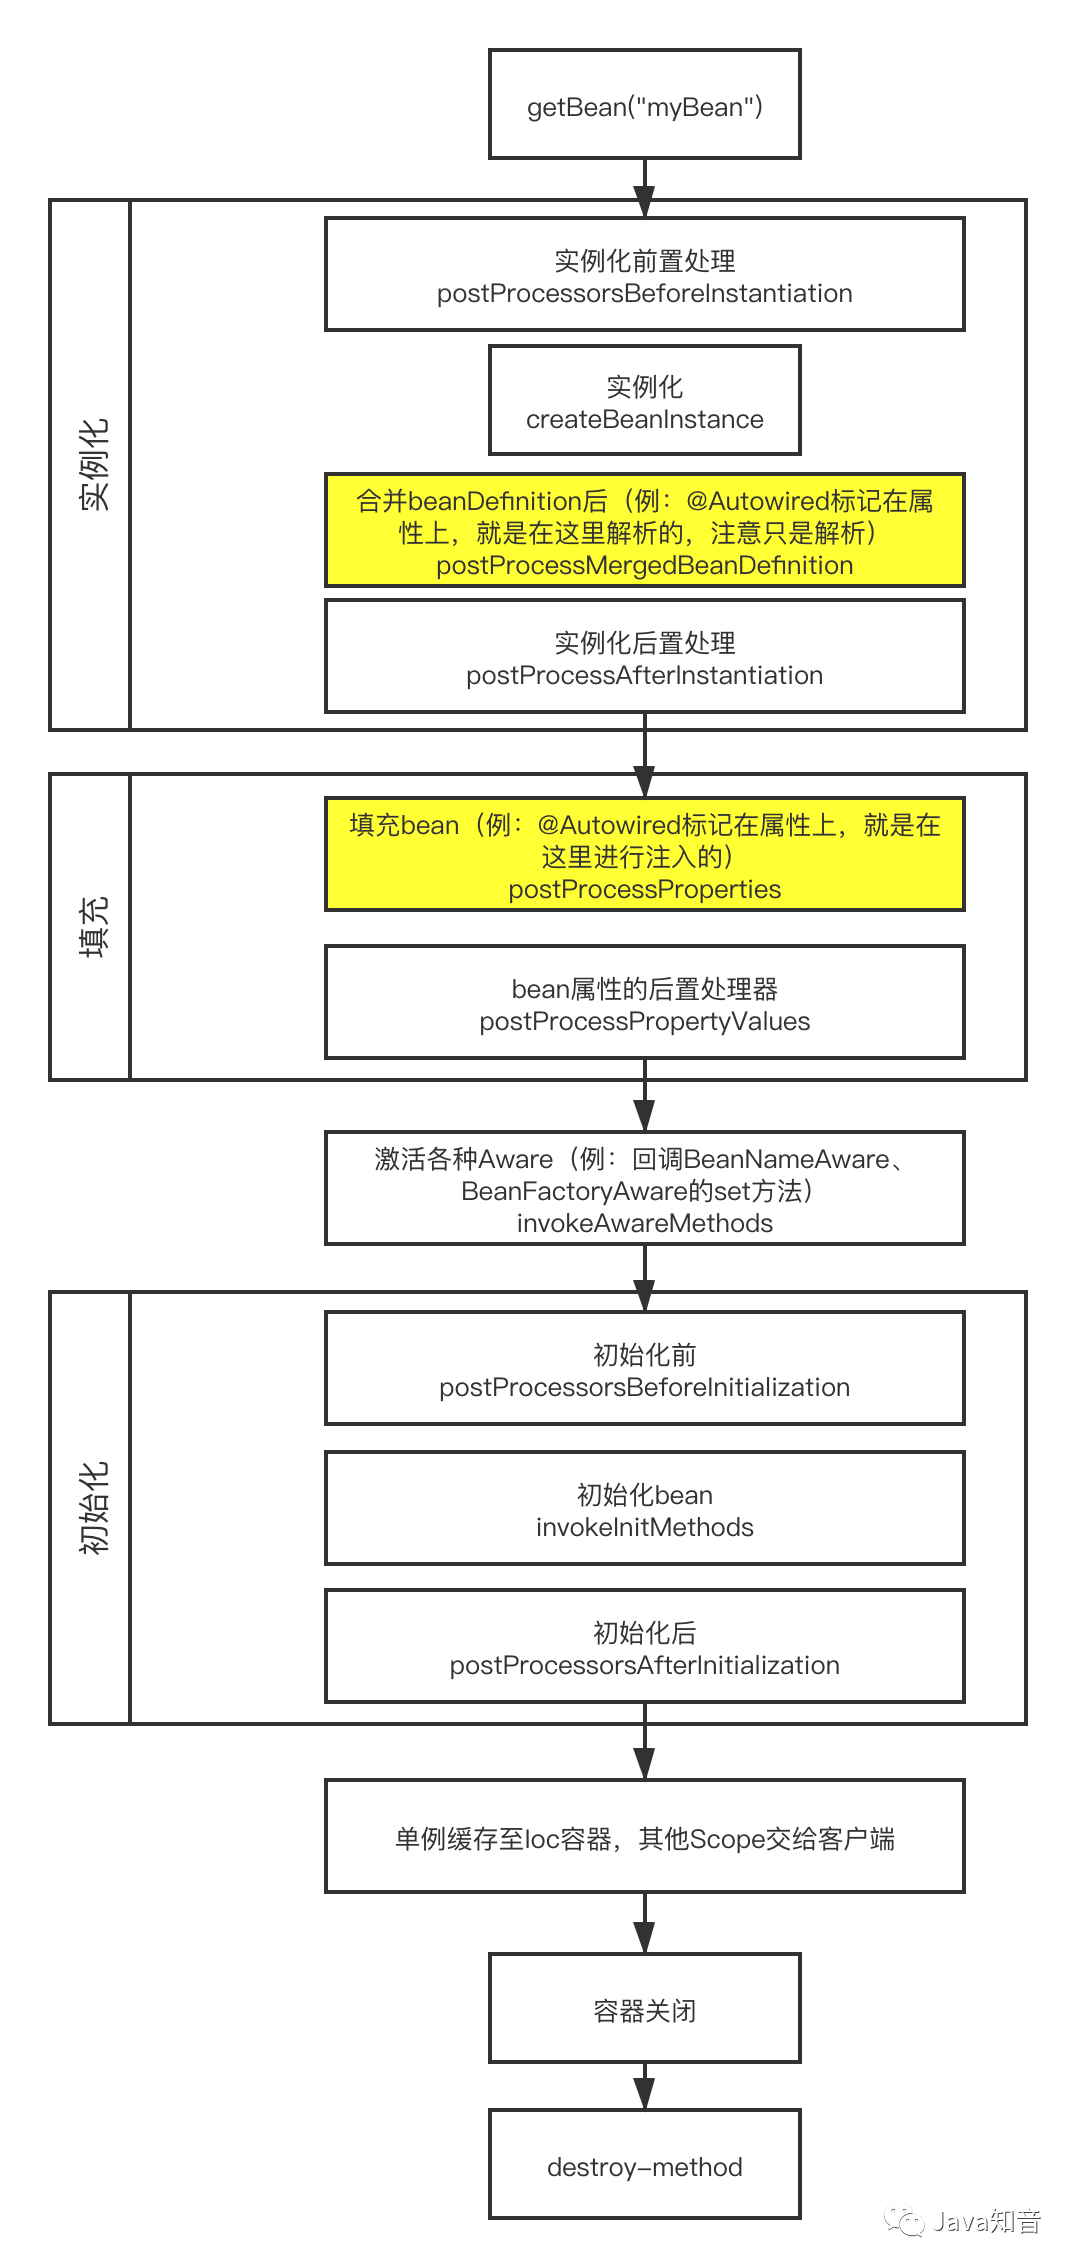 getBean("myBean")
实例化
实例化前置处理
postProcessorsBeforeInstantiation
实例化
createBeanInstance
合并beanDefinition后（例：@Autowired标记在属
性上，就是在这里解析的，注意只是解析）
postProcessMergedBeanDefinition
实例化后置处理
postProcessAfterInstantiation
填充
填充bean（例：@Autowired标记在属性上，就是在
这里进行注入的）
postProcessProperties
bean属性的后置处理器
postProcessPropertyValues
激活各种Aware（例：回调BeanNameAware、
BeanFactoryAware的set方法）
invokeAwareMethods
初始化
初始化前
postProcessorsBeforeInitialization
初始化bean
invokeInitMethods
初始化后
postProcessorsAfterInitialization
单例缓存至Ioc容器，其他Scope交给客户端
容器关闭
destroy-method
Java知音